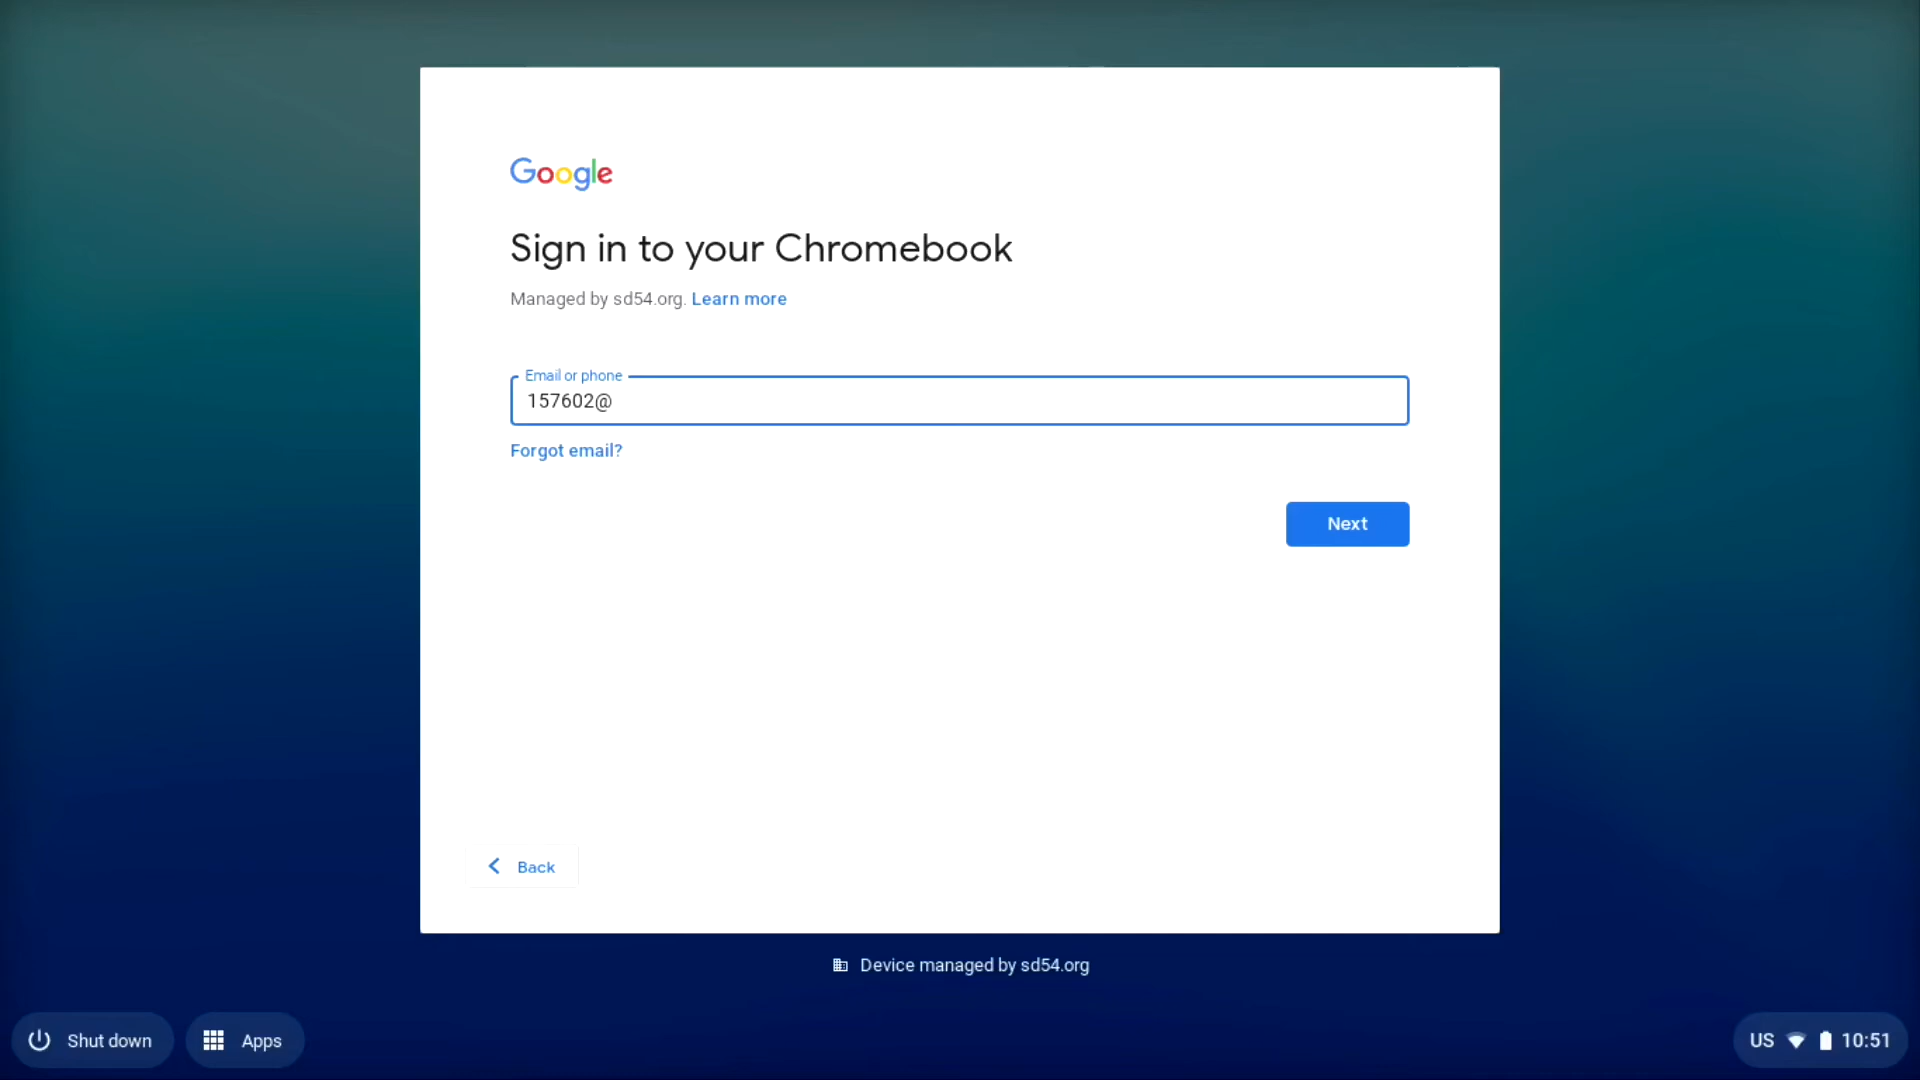 Google
Sign in to your Chromebook
Managed by sd54.org. Learn more
Email or phone
157602@
Forgot email?
Next
Back
Device managed by sd54.org
Shut down
Apps
US 10:51